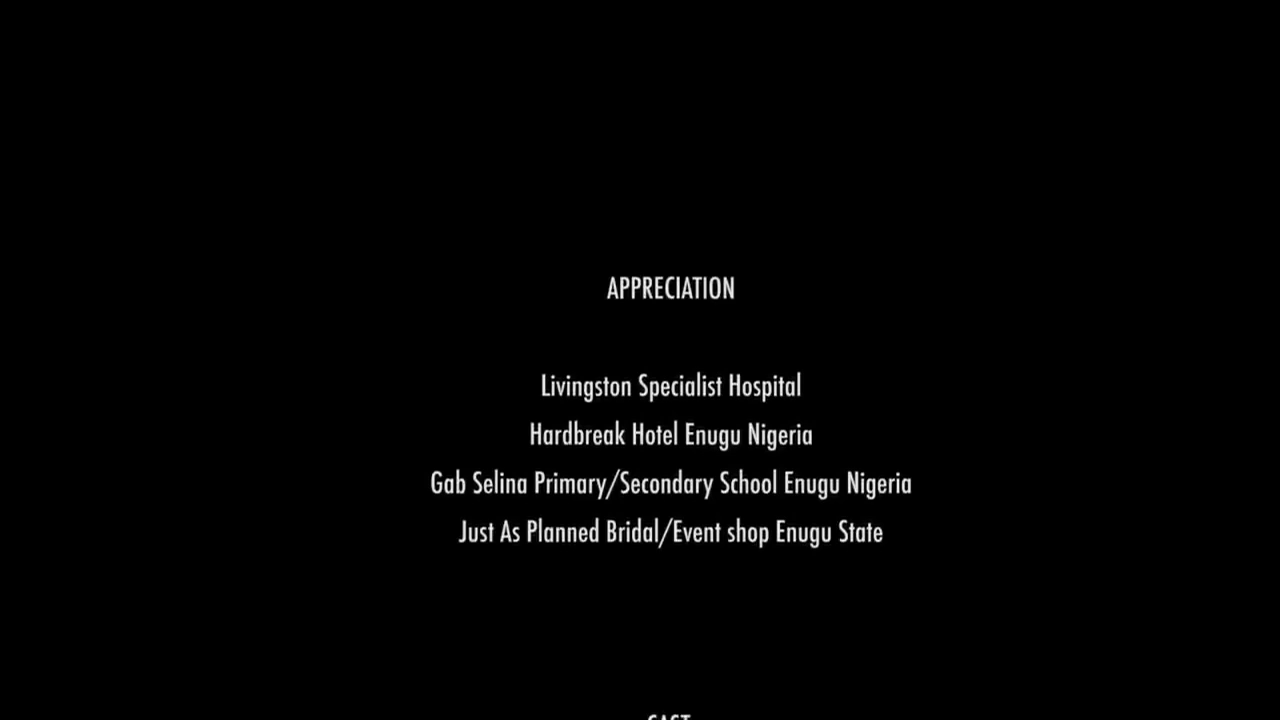 APPRECIATION
Livingston Specialist Hospital
Hardbreak Hotel Enugu Nigeria
Gab Selina Primary/Secondary School Enugu Nigeria
Just As Planned Bridal/Event shop Enugu State
CAST